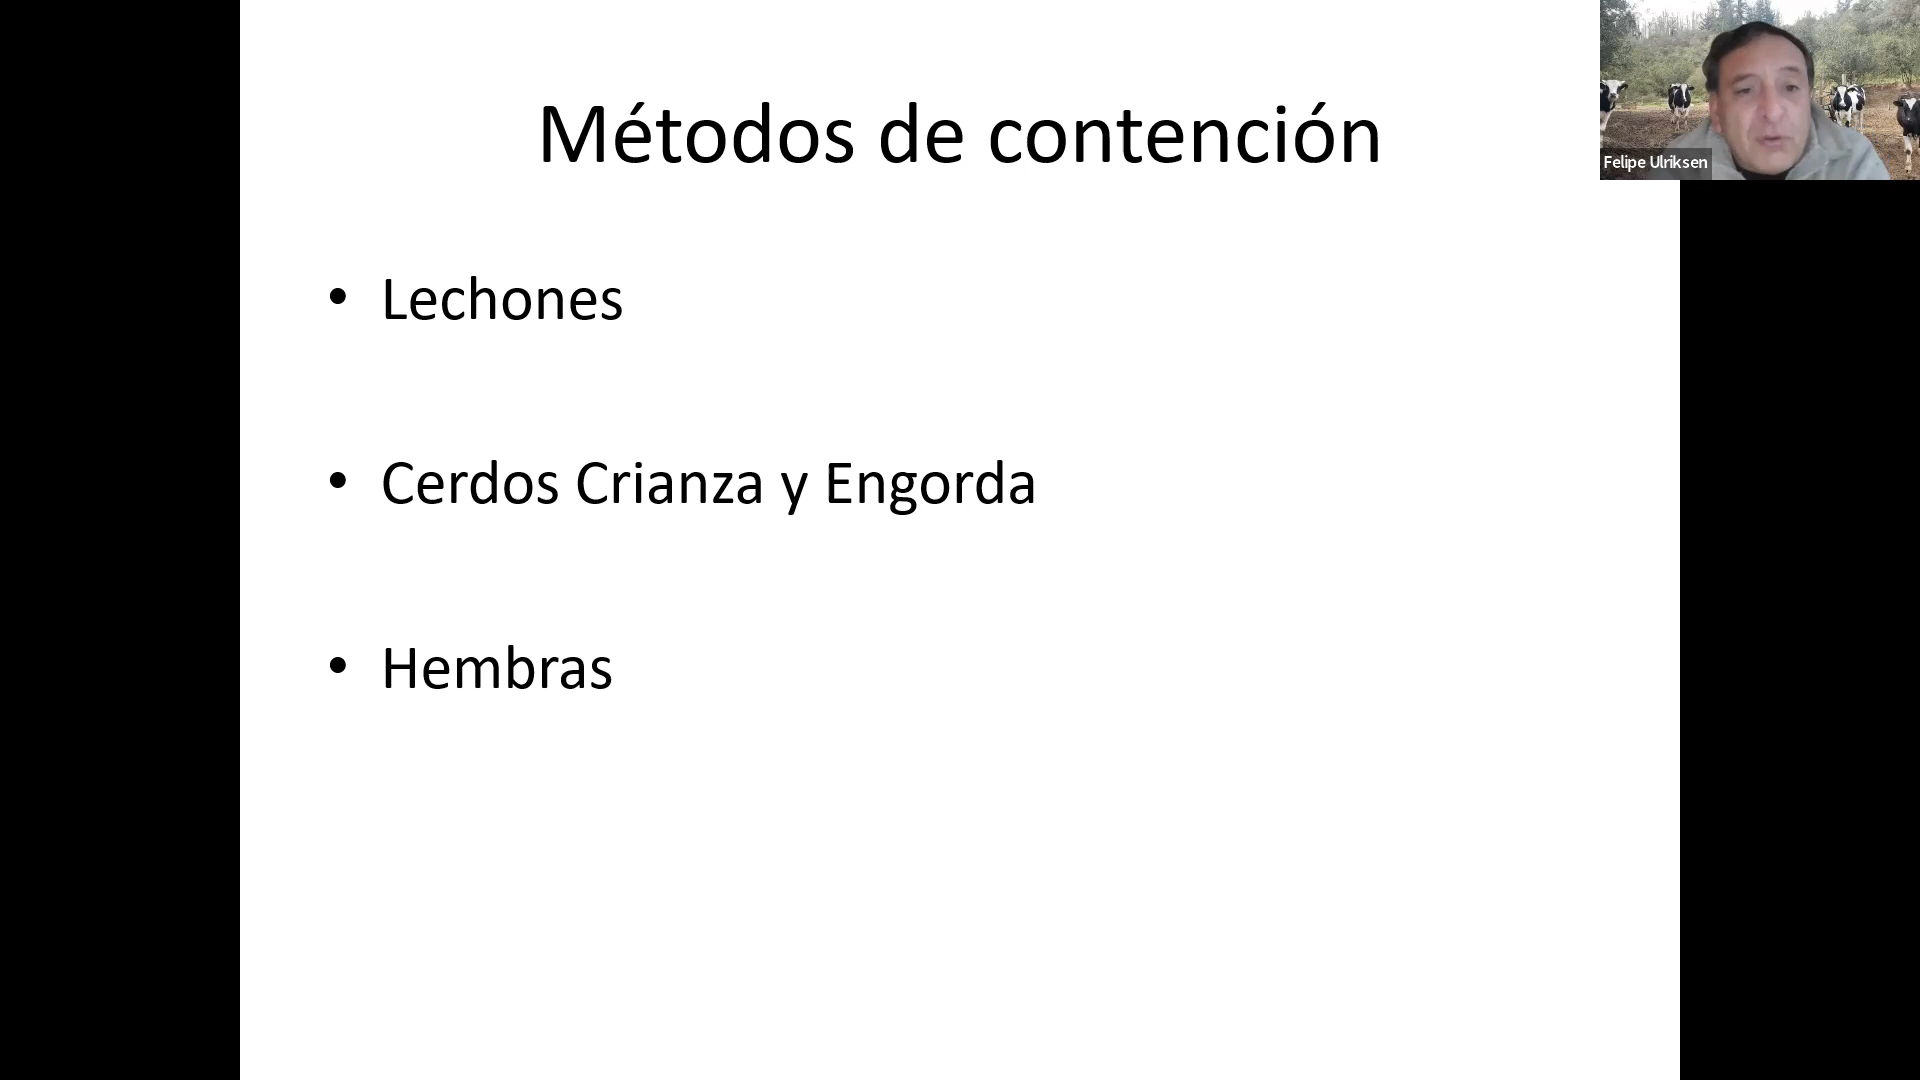 Métodos de contención
Felipe Ulriksen
• Lechones
• Cerdos Crianza y Engorda
• Hembras